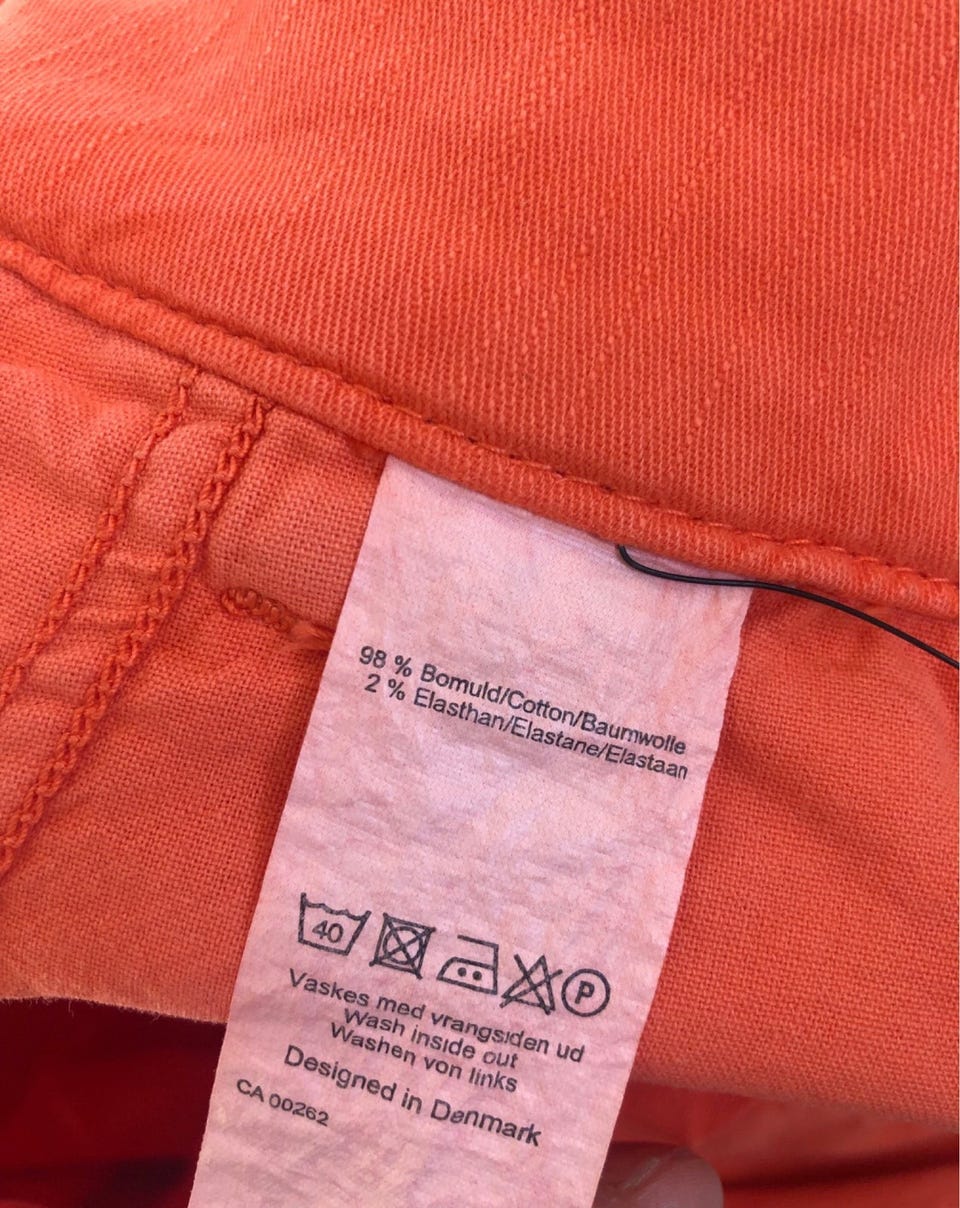 98 % Bomuld/Cotton/Baumwolle
2 % Elasthan/Elastane/Elastaan
40
P
Vaskes med vrangsiden ud
Wash inside out
Washen von links
Designed in Denmark
CA 00262